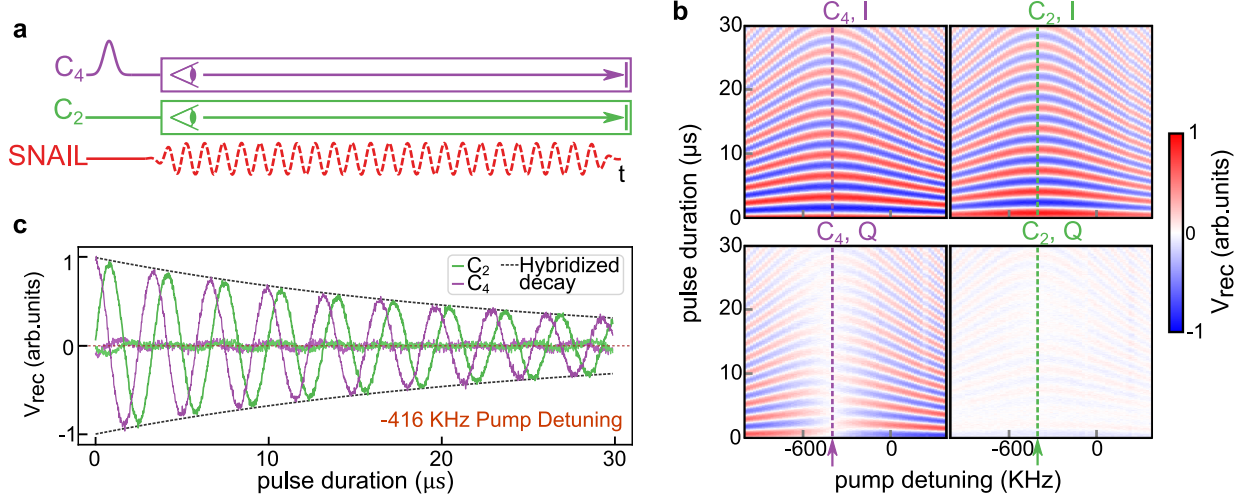 a
C₄
C₂
SNAIL
t
b
C₄, I
C₂, I
30
20
10
0
C₄, Q
C₂, Q
30
20
10
0
-600
0
-600
0
pulse duration (μs)
pump detuning (KHz)
1
0
-1
V_rec (arb.units)
c
C₂
C₄
Hybridized decay
1
0
-1
V_rec (arb.units)
-416 KHz Pump Detuning
0
10
20
30
pulse duration (μs)